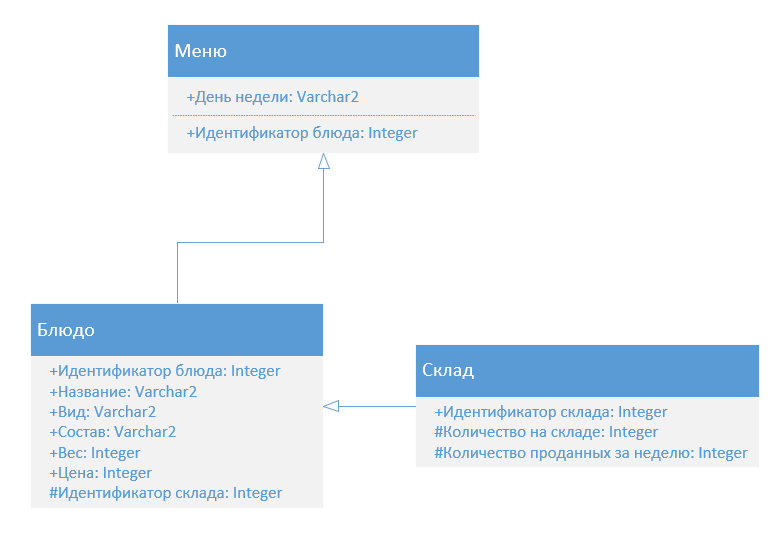 Меню
+День недели: Varchar2
+Идентификатор блюда: Integer
Блюдо
+Идентификатор блюда: Integer
+Название: Varchar2
+Вид: Varchar2
+Состав: Varchar2
+Вес: Integer
+Цена: Integer
#Идентификатор склада: Integer
Склад
+Идентификатор склада: Integer
#Количество на складе: Integer
#Количество проданных за неделю: Integer